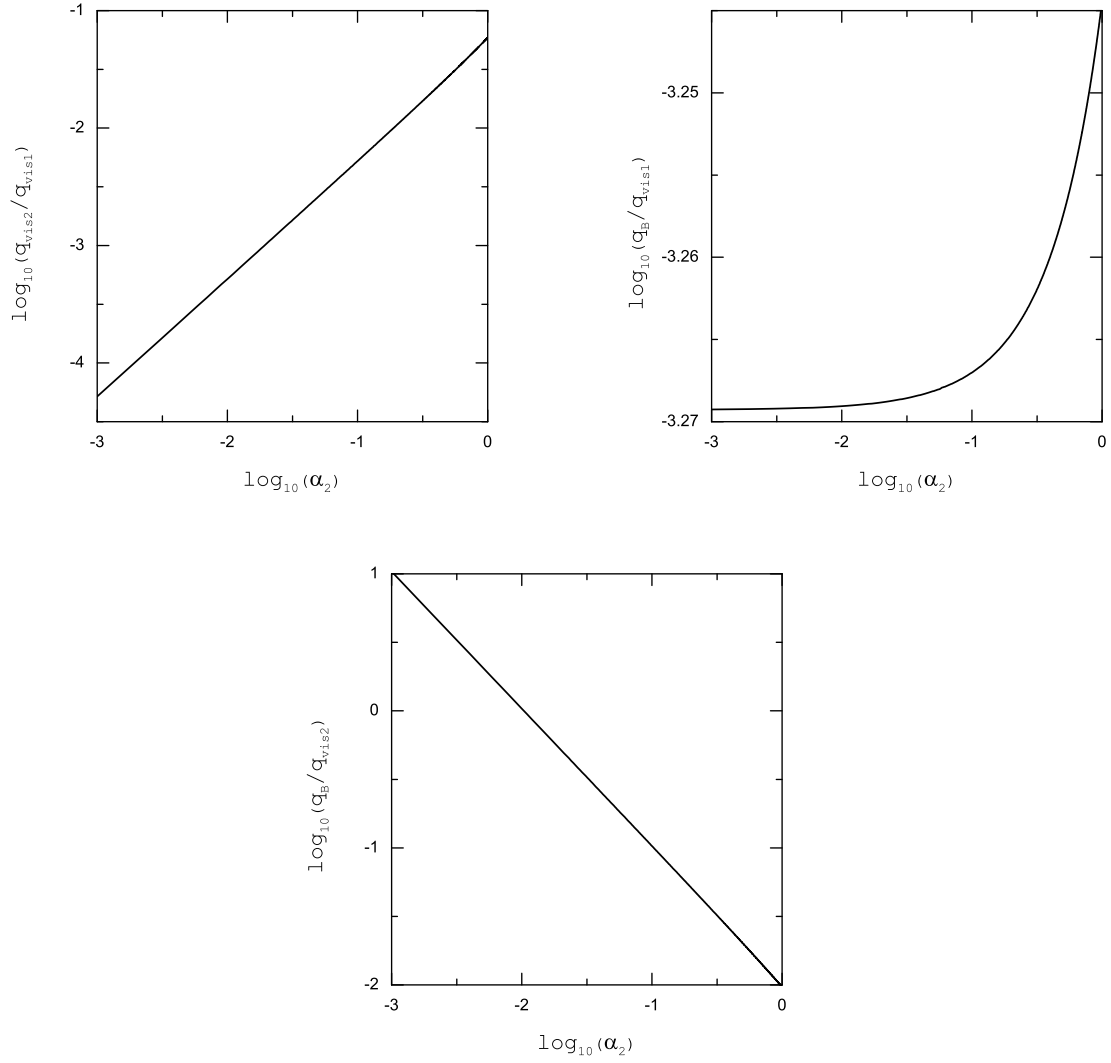 -1
-2
-3
-4
log10(qvis2/qvis1)
-3 -2 -1 0
log10(α2)
-3.25
-3.26
-3.27
log10(qB/qvis1)
-3 -2 -1 0
log10(α2)
1
0
-1
-2
log10(qB/qvis2)
-3 -2 -1 0
log10(α2)